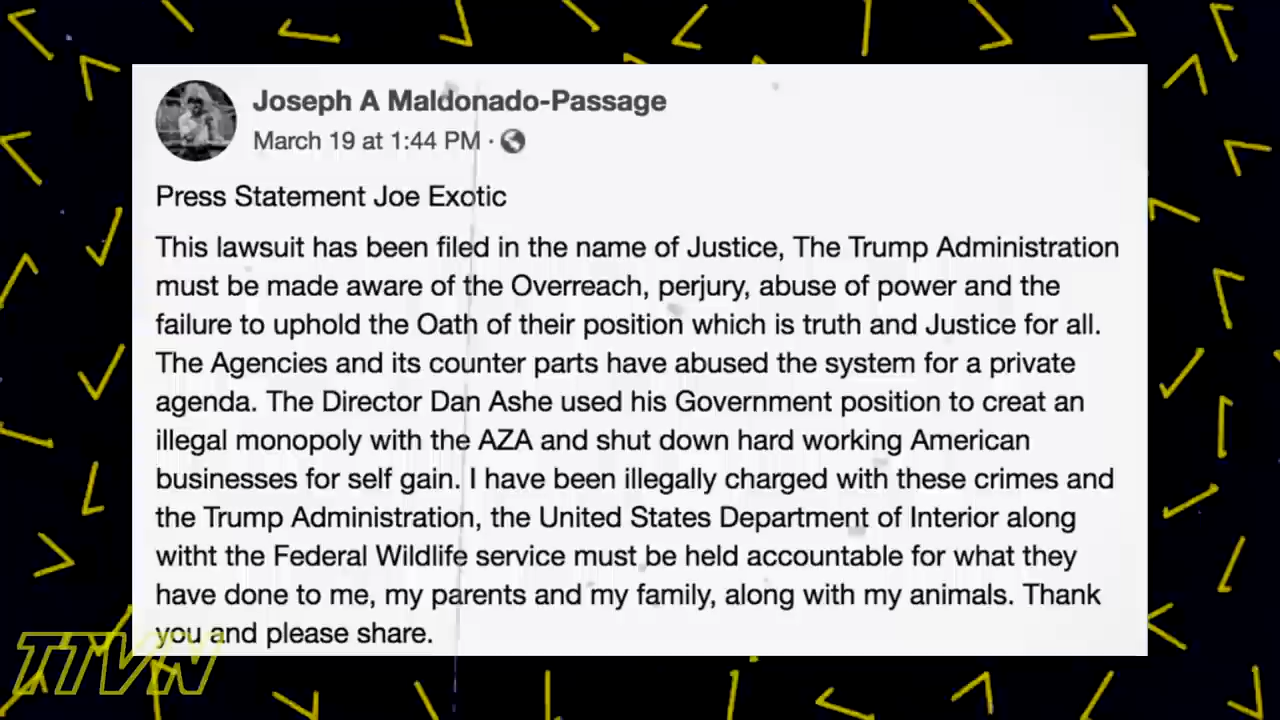 Joseph A Maldonado-Passage
March 19 at 1:44 PM ·
Press Statement Joe Exotic
This lawsuit has been filed in the name of Justice, The Trump Administration
must be made aware of the Overreach, perjury, abuse of power and the
failure to uphold the Oath of their position which is truth and Justice for all.
The Agencies and its counter parts have abused the system for a private
agenda. The Director Dan Ashe used his Government position to creat an
illegal monopoly with the AZA and shut down hard working American
businesses for self gain. I have been illegally charged with these crimes and
the Trump Administration, the United States Department of Interior along
witht the Federal Wildlife service must be held accountable for what they
have done to me, my parents and my family, along with my animals. Thank
you and please share.
TTVN